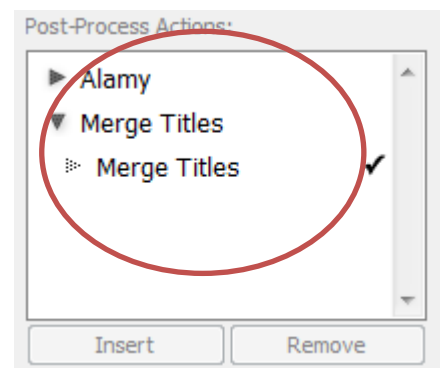 Post-Process Actions:
Alamy
Merge Titles
Merge Titles
Insert Remove